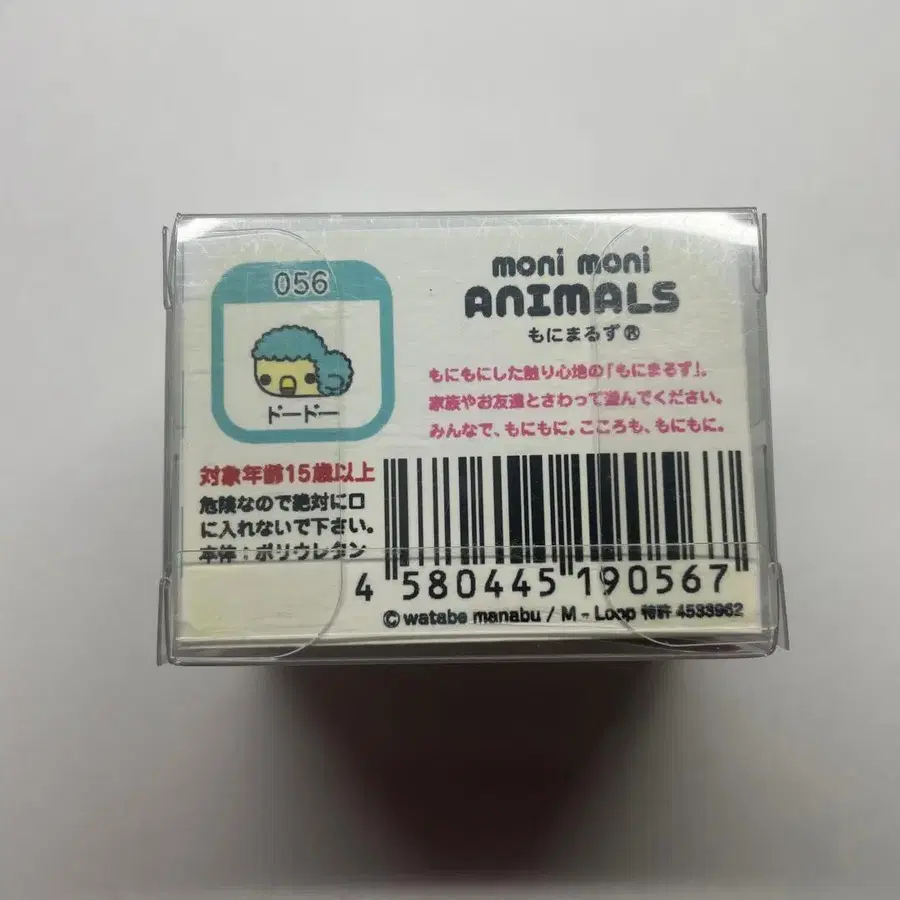 056
ドードー
moni moni
ANIMALS
もにまるず®
もにもにした触り心地の「もにまるず」。
家族やお友達とさわって遊んでください。
みんなで、もにもに。こころも、もにもに。
対象年齢15歳以上
危険なので絶対に口
に入れないで下さい。
本体：ポリウレタン
4 580445 190567
©watabe manabu / M - Loop 特許 4533962